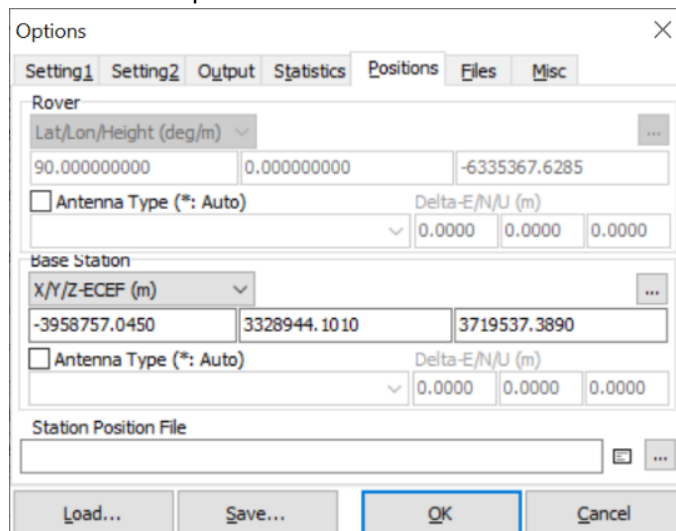 Options
Setting1 Setting2 Output Statistics Positions Files Misc
Rover
Lat/Lon/Height (deg/m) ...
90.000000000 0.000000000 -6335367.6285
Antenna Type (*: Auto) Delta-E/N/U (m)
0.0000 0.0000 0.0000
Base Station
X/Y/Z-ECEF (m) ...
-3958757.0450 3328944.1010 3719537.3890
Antenna Type (*: Auto) Delta-E/N/U (m)
0.0000 0.0000 0.0000
Station Position File
...
Load... Save... OK Cancel